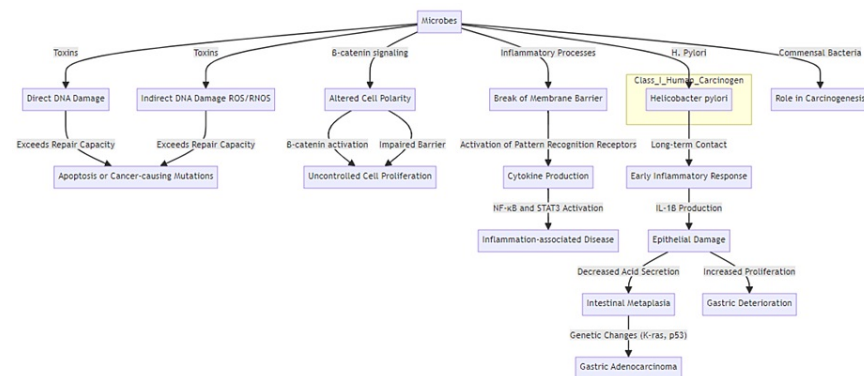 Microbes
Toxins
Toxins
ß-catenin signaling
Inflammatory Processes
H. Pylori
Commensal Bacteria
Class_I_Human_Carcinogen
Direct DNA Damage
Indirect DNA Damage ROS/RNOS
Altered Cell Polarity
Break of Membrane Barrier
Helicobacter pylori
Role in Carcinogenesis
Exceeds Repair Capacity
Exceeds Repair Capacity
ß-catenin activation
Impaired Barrier
Activation of Pattern Recognition Receptors
Long-term Contact
Apoptosis or Cancer-causing Mutations
Uncontrolled Cell Proliferation
Cytokine Production
Early Inflammatory Response
NF-κB and STAT3 Activation
IL-1ß Production
Inflammation-associated Disease
Epithelial Damage
Decreased Acid Secretion
Increased Proliferation
Intestinal Metaplasia
Gastric Deterioration
Genetic Changes (K-ras, p53)
Gastric Adenocarcinoma